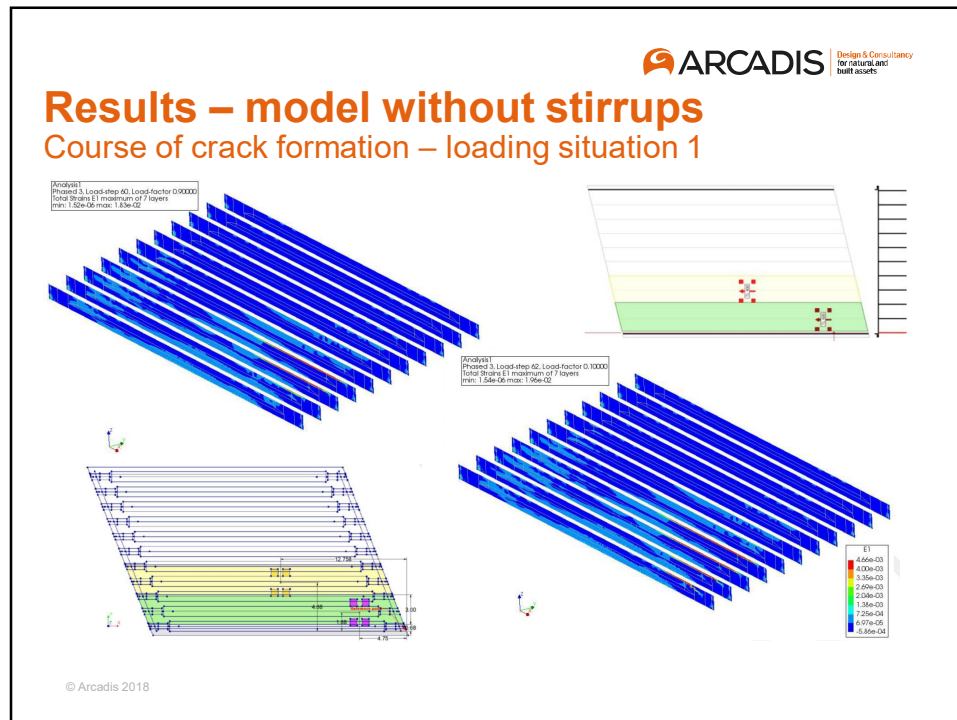 ARCADIS
Design & Consultancy
for natural and
built assets
Results – model without stirrups
Course of crack formation – loading situation 1
Analysis1
Phased 3, Load-step 60, Load-factor 0.90000
Total Strains E1 maximum of 7 layers
min: 1.52e-06 max: 1.83e-02
Analysis1
Phased 3, Load-step 62, Load-factor 0.10000
Total Strains E1 maximum of 7 layers
min: 1.54e-06 max: 1.96e-02
12.758
4.88
3.00
1.88
4.75
E1
4.66e-03
4.00e-03
3.35e-03
2.69e-03
2.04e-03
1.38e-03
7.25e-04
6.97e-05
-5.86e-04
© Arcadis 2018